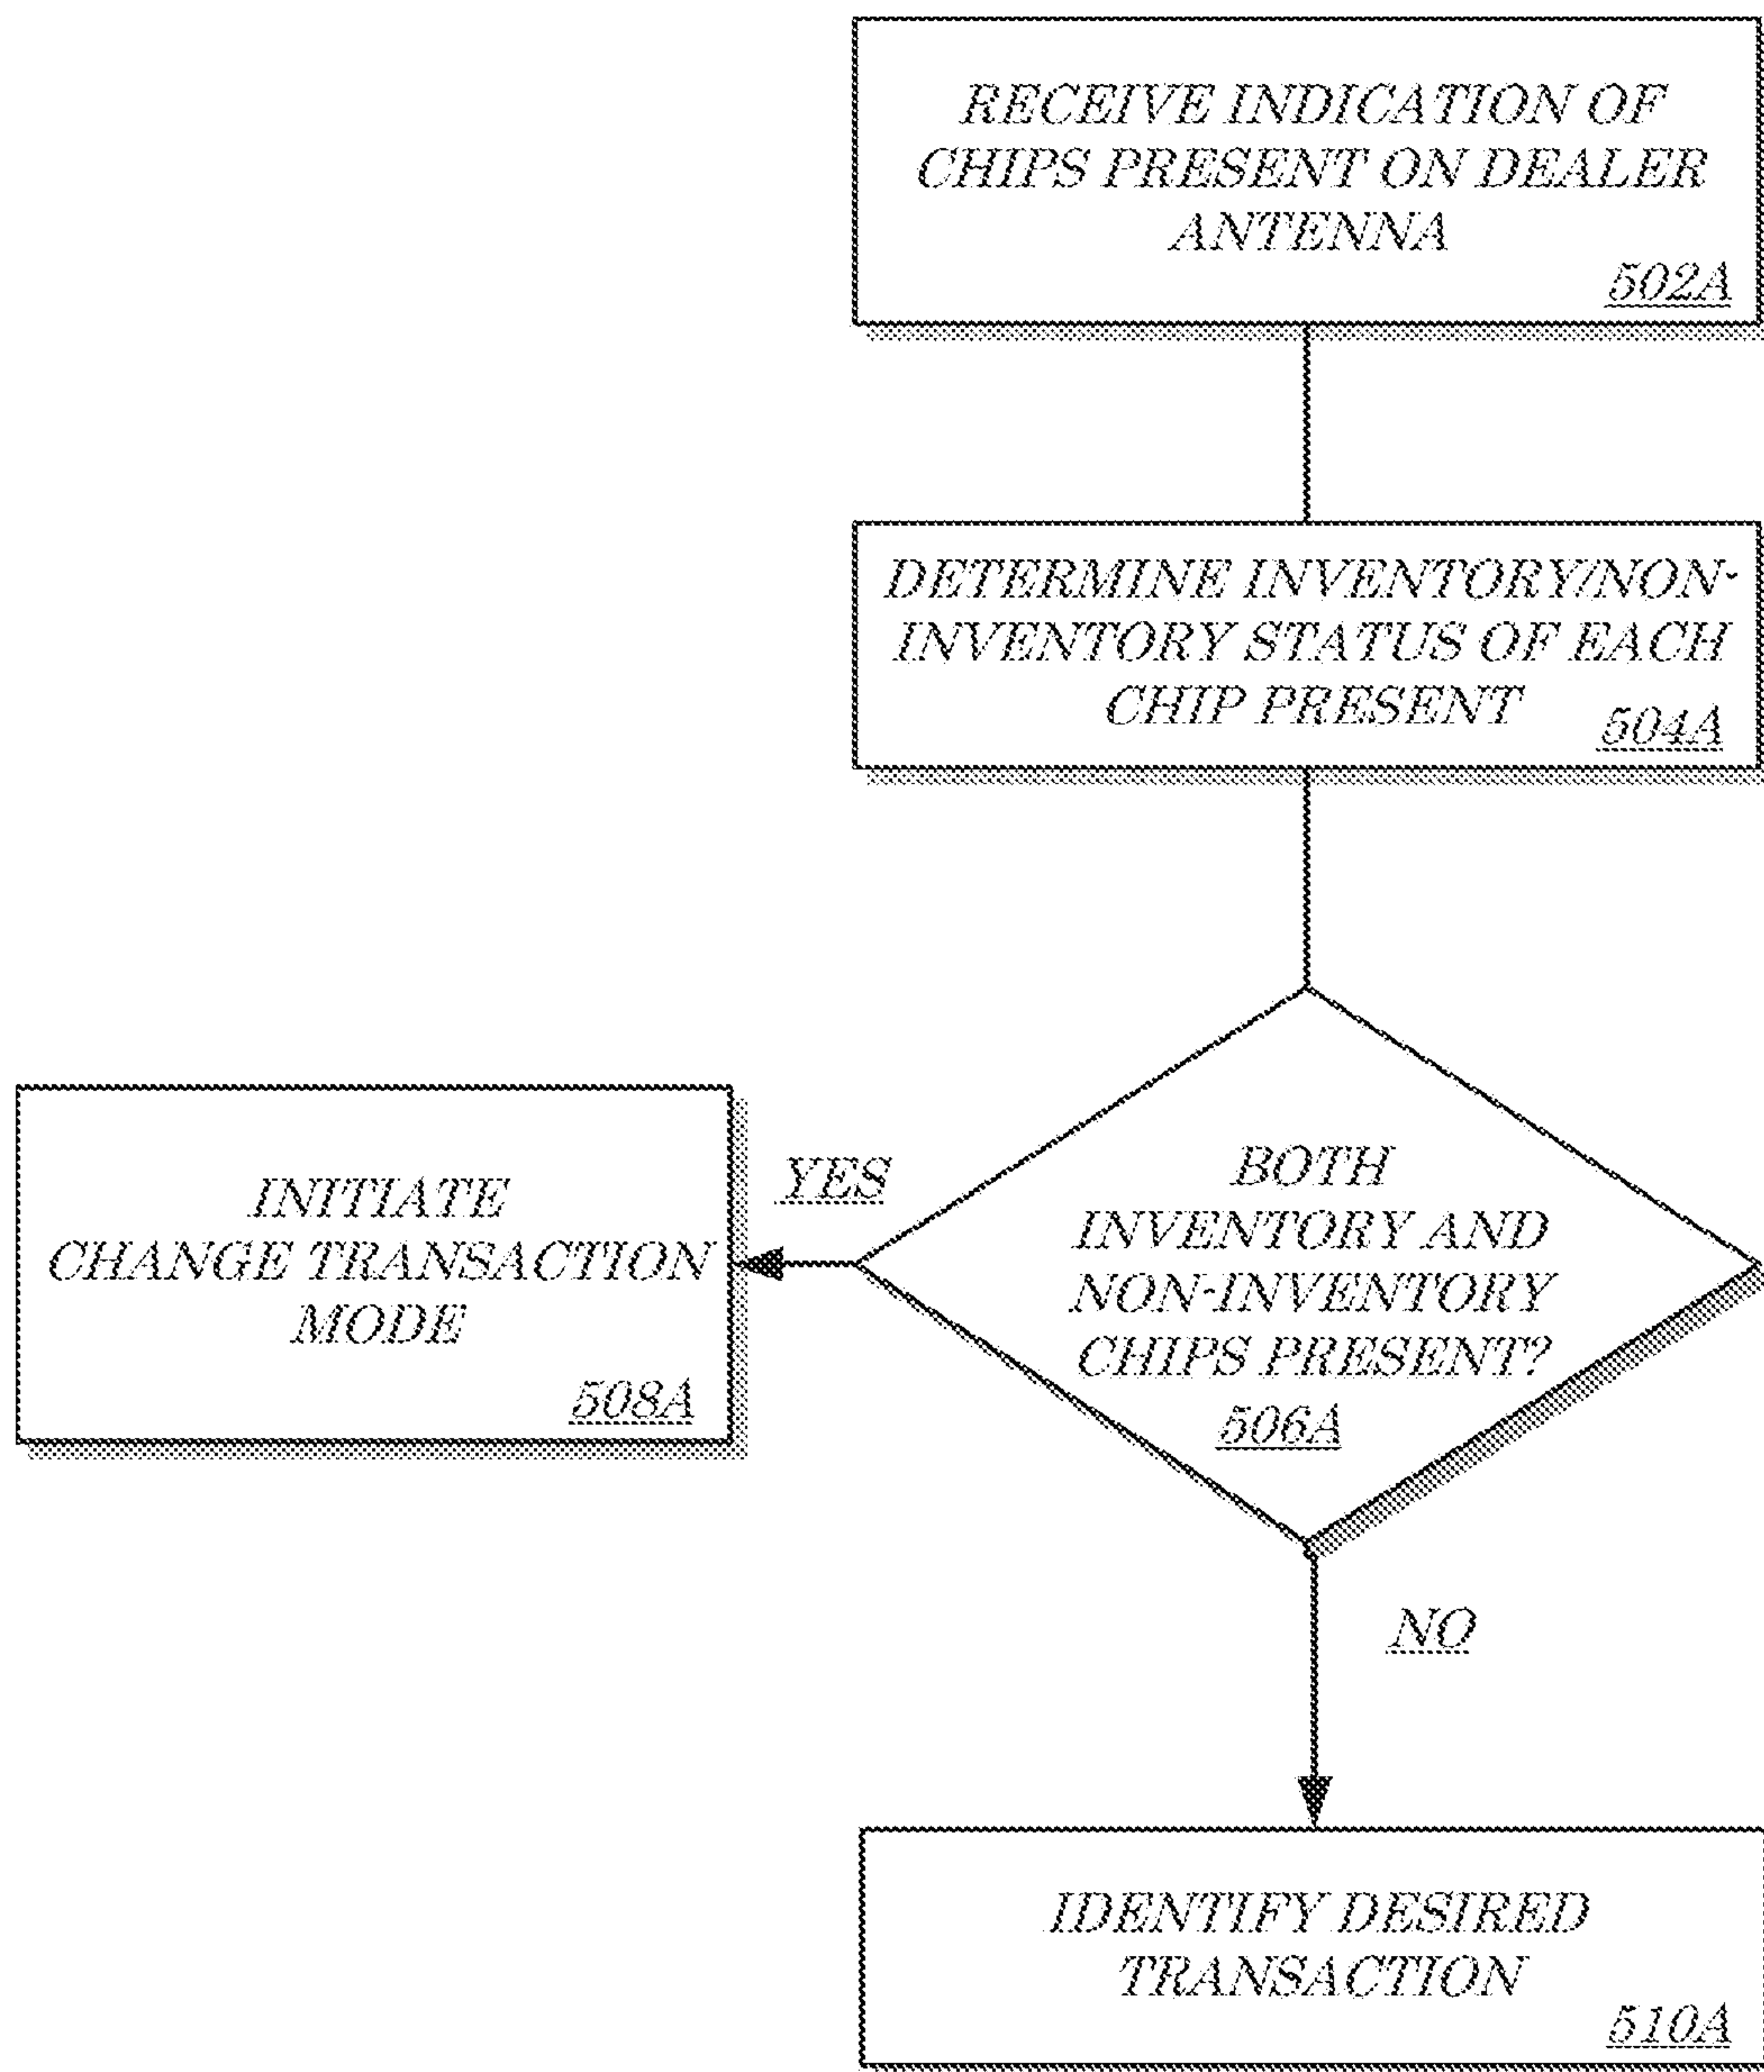 RECEIVE INDICATION OF
CHIPS PRESENT ON DEALER
ANTENNA
502A
DETERMINE INVENTORY/NON-
INVENTORY STATUS OF EACH
CHIP PRESENT
504A
BOTH
INVENTORY AND
NON-INVENTORY
CHIPS PRESENT?
506A
YES
INITIATE
CHANGE TRANSACTION
MODE
508A
NO
IDENTIFY DESIRED
TRANSACTION
510A